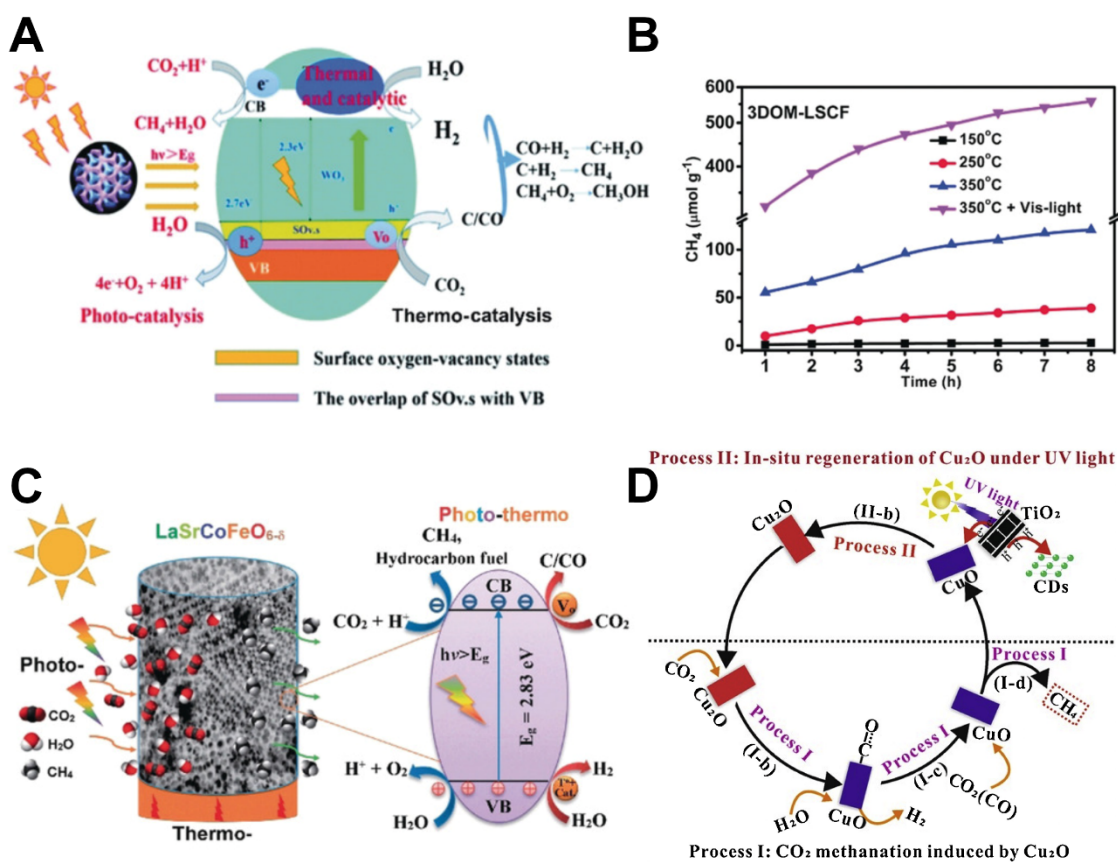 A
CO₂+H⁺
e⁻
CB
Thermal
and catalytic
H₂O
CH₄+H₂O
H₂
e
hν>Eg
2.3eV
WO₃
CO+H₂ → C+H₂O
C+H₂ → CH₄
CH₄+O₂ → CH₃OH
2.7eV
h⁺
H₂O
SOv.s
C/CO
h⁺
Vo
VB
CO₂
4e⁻+O₂ + 4H⁺
Photo-catalysis
Thermo-catalysis
Surface oxygen-vacancy states
The overlap of SOv.s with VB
B
3DOM-LSCF
150°C
250°C
350°C
350°C + Vis-light
CH₄ (μmol g⁻¹)
600
500
400
100
50
0
1 2 3 4 5 6 7 8
Time (h)
C
LaSrCoFeO₆₋δ
Photo-thermo
CH₄,
Hydrocarbon fuel
C/CO
CB
Vo
CO₂ + H⁺
CO₂
hν>Eg
Eg = 2.83 eV
Photo-
CO₂
H₂O
CH₄
H⁺ + O₂
H₂
VB
T*+
Cat.
H₂O
H₂O
Thermo-
Process II: In-situ regeneration of Cu₂O under UV light
D
UV light
TiO₂
Cu₂O
(II-b)
Process II
CuO
h⁺ h⁺ h⁺
CDs
Process I
(I-d)
CH₄
CO₂
Cu₂O
CuO
Process I
(I-b)
O
C
Process I
(I-c)
CO₂(CO)
H₂O
CuO
H₂
Process I: CO₂ methanation induced by Cu₂O